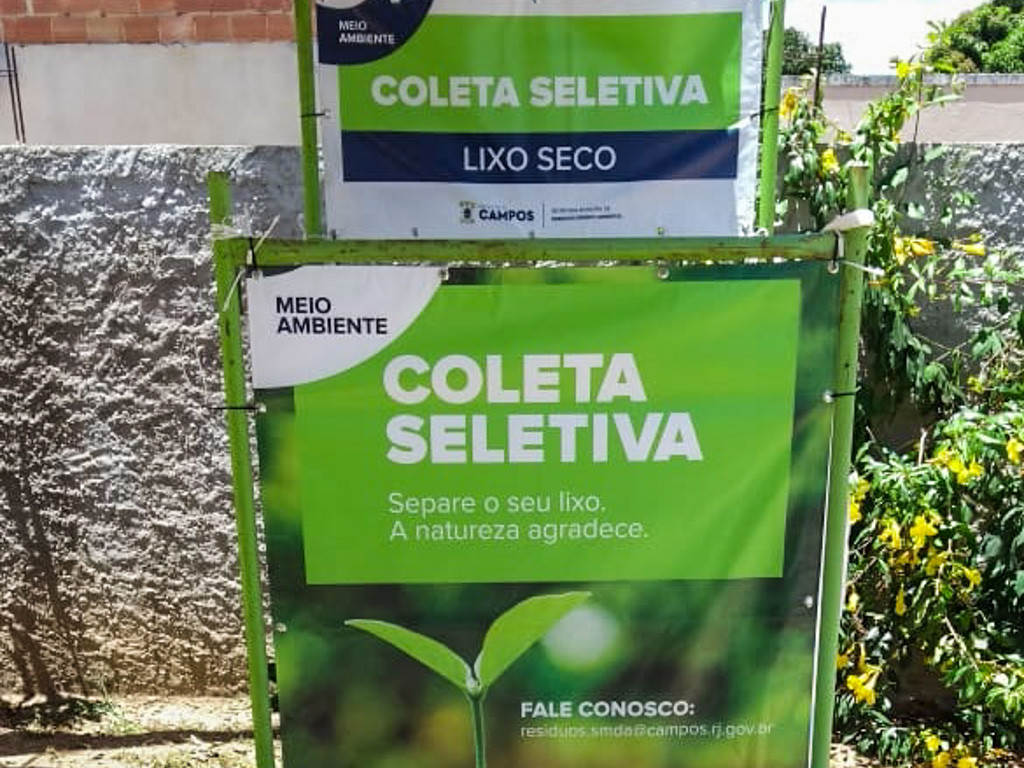 MEIO
AMBIENTE
COLETA SELETIVA
LIXO SECO
CAMPOS
MEIO
AMBIENTE
COLETA
SELETIVA
Separe o seu lixo.
A natureza agradece.
FALE CONOSCO:
residuos.smda@campos.rj.gov.br